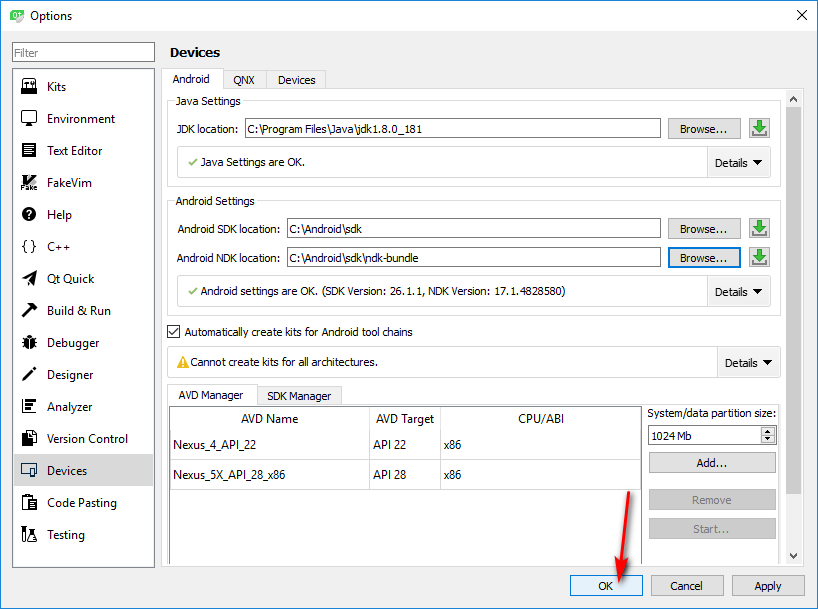 Qt Options
Filter
Kits
Environment
Text Editor
FakeVim
Help
C++
Qt Quick
Build & Run
Debugger
Designer
Analyzer
Version Control
Devices
Code Pasting
Testing
Devices
Android QNX Devices
Java Settings
JDK location: C:\Program Files\Java\jdk1.8.0_181 Browse...
Java Settings are OK. Details
Android Settings
Android SDK location: C:\Android\sdk Browse...
Android NDK location: C:\Android\sdk\ndk-bundle Browse...
Android settings are OK. (SDK Version: 26.1.1, NDK Version: 17.1.4828580) Details
Automatically create kits for Android tool chains
Cannot create kits for all architectures. Details
AVD Manager SDK Manager
AVD Name AVD Target CPU/ABI
Nexus_4_API_22 API 22 x86
Nexus_5X_API_28_x86 API 28 x86
System/data partition size:
1024 Mb
Add...
Remove
Start...
OK Cancel Apply